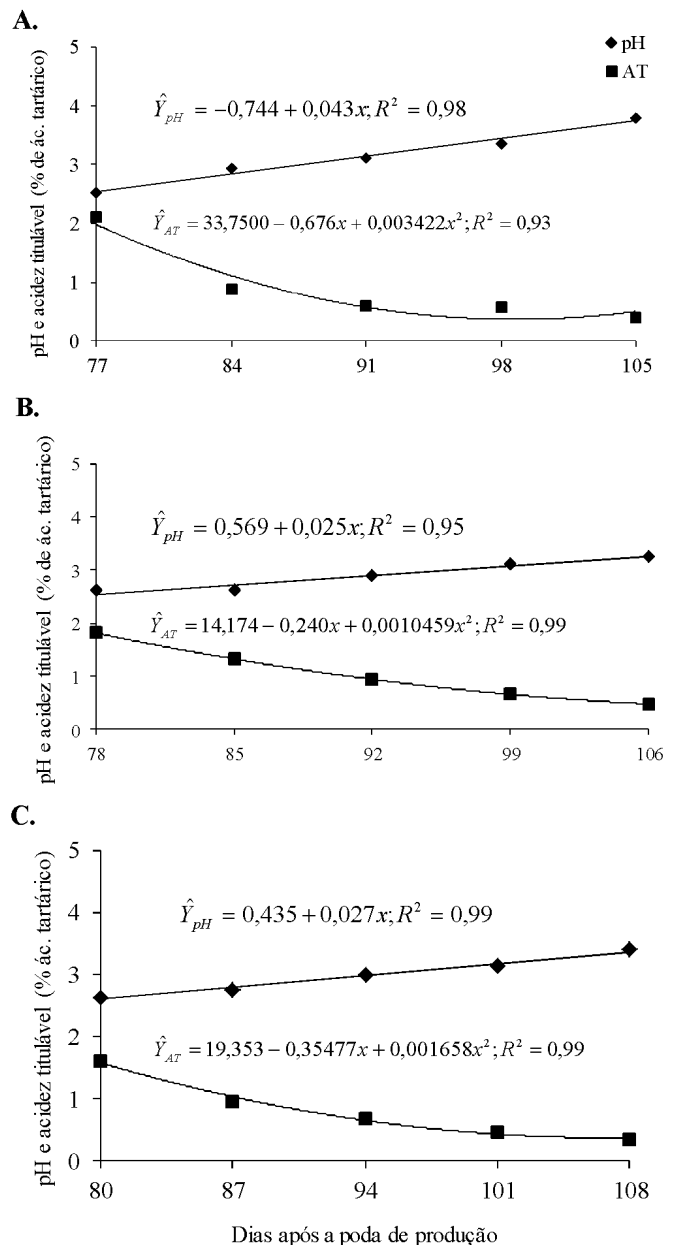 A.
pH e acidez titulável (% de ác. tartárico)
5
4
3
2
1
0
pH
AT
Ŷ_pH = −0,744 + 0,043x; R² = 0,98
Ŷ_AT = 33,7500 − 0,676x + 0,003422x²; R² = 0,93
77 84 91 98 105
B.
pH e acidez titulável (% de ác. tartárico)
5
4
3
2
1
0
Ŷ_pH = 0,569 + 0,025x; R² = 0,95
Ŷ_AT = 14,174 − 0,240x + 0,0010459x²; R² = 0,99
78 85 92 99 106
C.
pH e acidez titulável (% ác. tartárico)
5
4
3
2
1
0
Ŷ_pH = 0,435 + 0,027x; R² = 0,99
Ŷ_AT = 19,353 − 0,35477x + 0,001658x²; R² = 0,99
80 87 94 101 108
Dias após a poda de produção